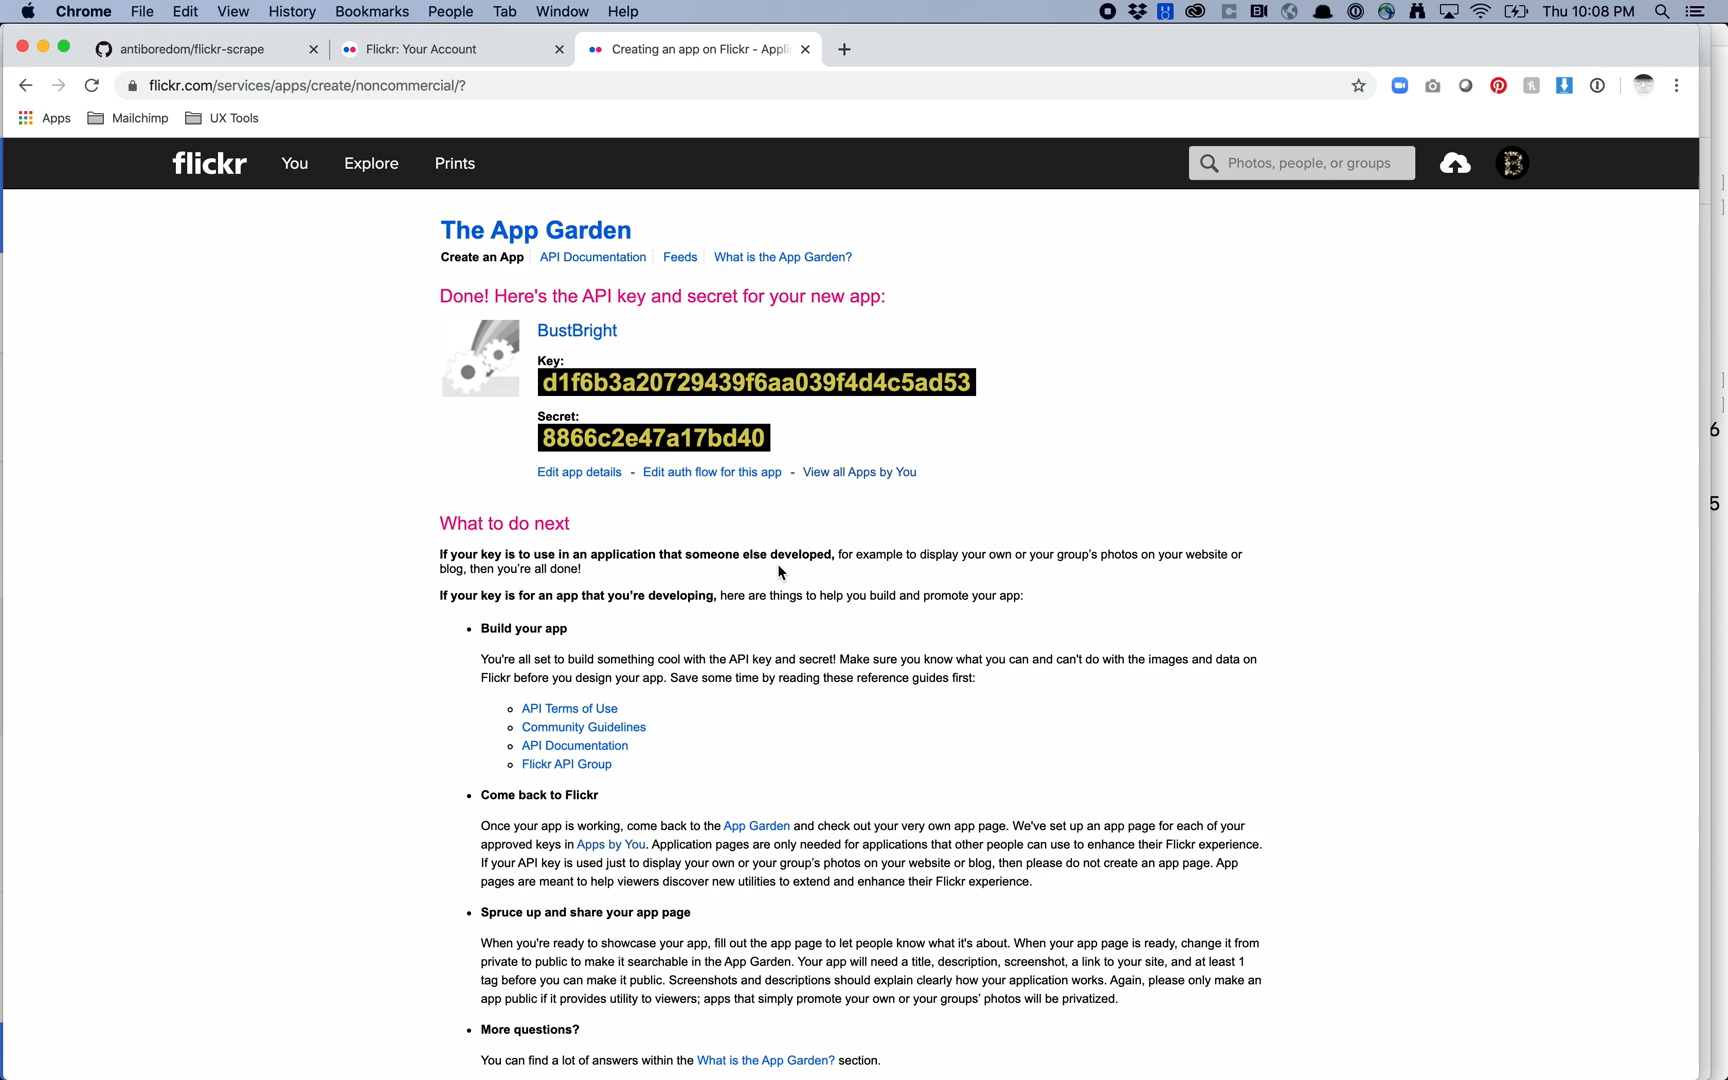 Chrome File Edit View History Bookmarks People Tab Window Help Thu 10:08 PM
antiboredom/flickr-scrape Flickr: Your Account Creating an app on Flickr - Appli
flickr.com/services/apps/create/noncommercial/?
Apps Mailchimp UX Tools
flickr You Explore Prints Photos, people, or groups
The App Garden
Create an App API Documentation Feeds What is the App Garden?
Done! Here's the API key and secret for your new app:
BustBright
Key:
d1f6b3a20729439f6aa039f4d4c5ad53
Secret:
8866c2e47a17bd40
Edit app details - Edit auth flow for this app - View all Apps by You
What to do next
If your key is to use in an application that someone else developed, for example to display your own or your group's photos on your website or
blog, then you're all done!
If your key is for an app that you're developing, here are things to help you build and promote your app:
Build your app
You're all set to build something cool with the API key and secret! Make sure you know what you can and can't do with the images and data on
Flickr before you design your app. Save some time by reading these reference guides first:
API Terms of Use
Community Guidelines
API Documentation
Flickr API Group
Come back to Flickr
Once your app is working, come back to the App Garden and check out your very own app page. We've set up an app page for each of your
approved keys in Apps by You. Application pages are only needed for applications that other people can use to enhance their Flickr experience.
If your API key is used just to display your own or your group's photos on your website or blog, then please do not create an app page. App
pages are meant to help viewers discover new utilities to extend and enhance their Flickr experience.
Spruce up and share your app page
When you're ready to showcase your app, fill out the app page to let people know what it's about. When your app page is ready, change it from
private to public to make it searchable in the App Garden. Your app will need a title, description, screenshot, a link to your site, and at least 1
tag before you can make it public. Screenshots and descriptions should explain clearly how your application works. Again, please only make an
app public if it provides utility to viewers; apps that simply promote your own or your groups' photos will be privatized.
More questions?
You can find a lot of answers within the What is the App Garden? section.
]
]
]
]
6
5